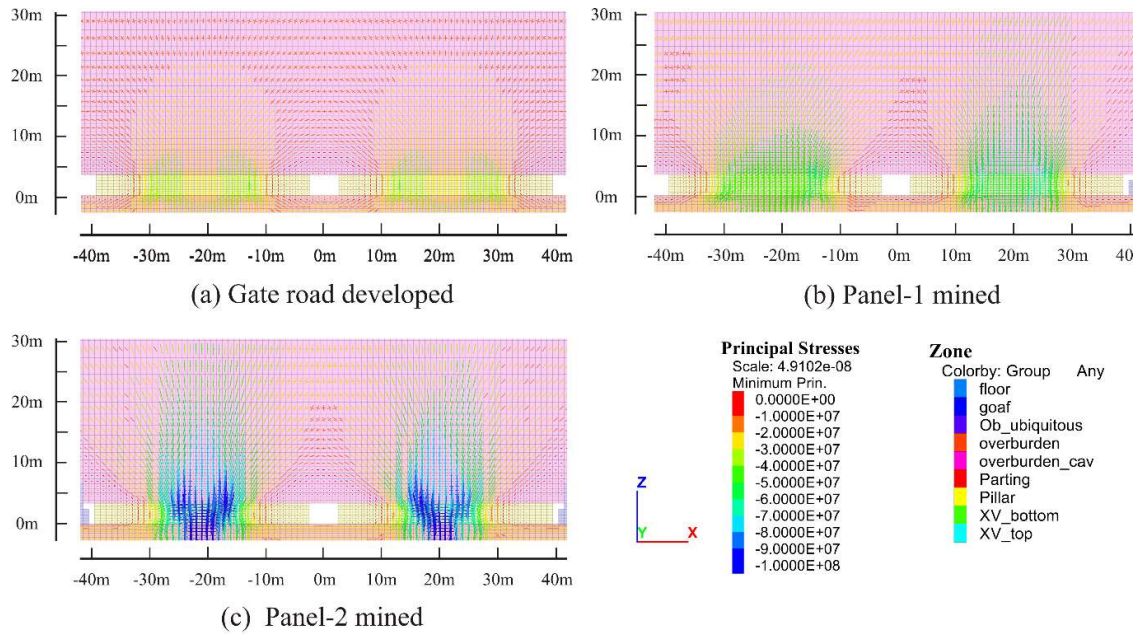 30m
20m
10m
0m
-40m -30m -20m -10m 0m 10m 20m 30m 40m
(a) Gate road developed
30m
20m
10m
0m
-40m -30m -20m -10m 0m 10m 20m 30m 40m
(b) Panel-1 mined
30m
20m
10m
0m
-40m -30m -20m -10m 0m 10m 20m 30m 40m
(c) Panel-2 mined
Principal Stresses
Scale: 4.9102e-08
Minimum Prin.
0.0000E+00
-1.0000E+07
-2.0000E+07
-3.0000E+07
-4.0000E+07
-5.0000E+07
-6.0000E+07
-7.0000E+07
-8.0000E+07
-9.0000E+07
-1.0000E+08
Z
Y
X
Zone
Colorby: Group Any
floor
goaf
Ob_ubiquitous
overburden
overburden_cav
Parting
Pillar
XV_bottom
XV_top